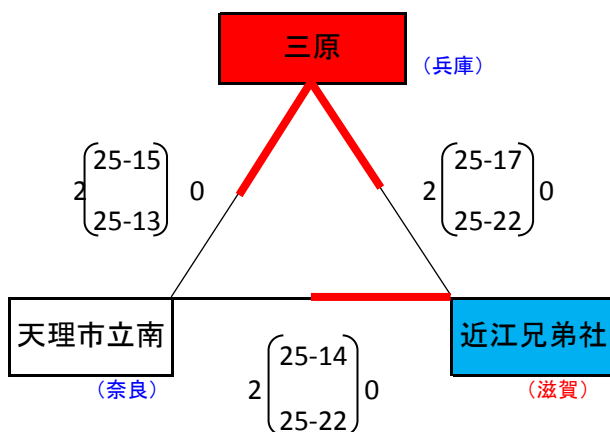 三原
（兵庫）
25-15
2 0
25-13
25-17
2 0
25-22
天理市立南
（奈良）
近江兄弟社
（滋賀）
25-14
2 0
25-22